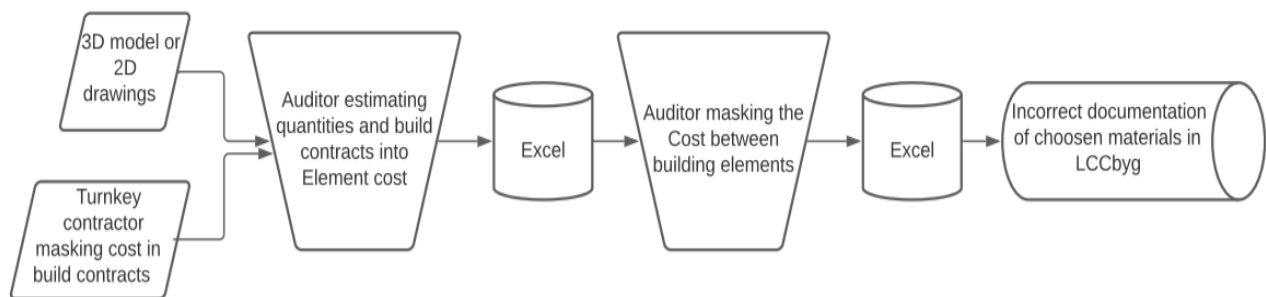 3D model or
2D
drawings
Turnkey
contractor
masking cost in
build contracts
Auditor estimating
quantities and build
contracts into
Element cost
Excel
Auditor masking the
Cost between
building elements
Excel
Incorrect documentation
of choosen materials in
LCCbyg